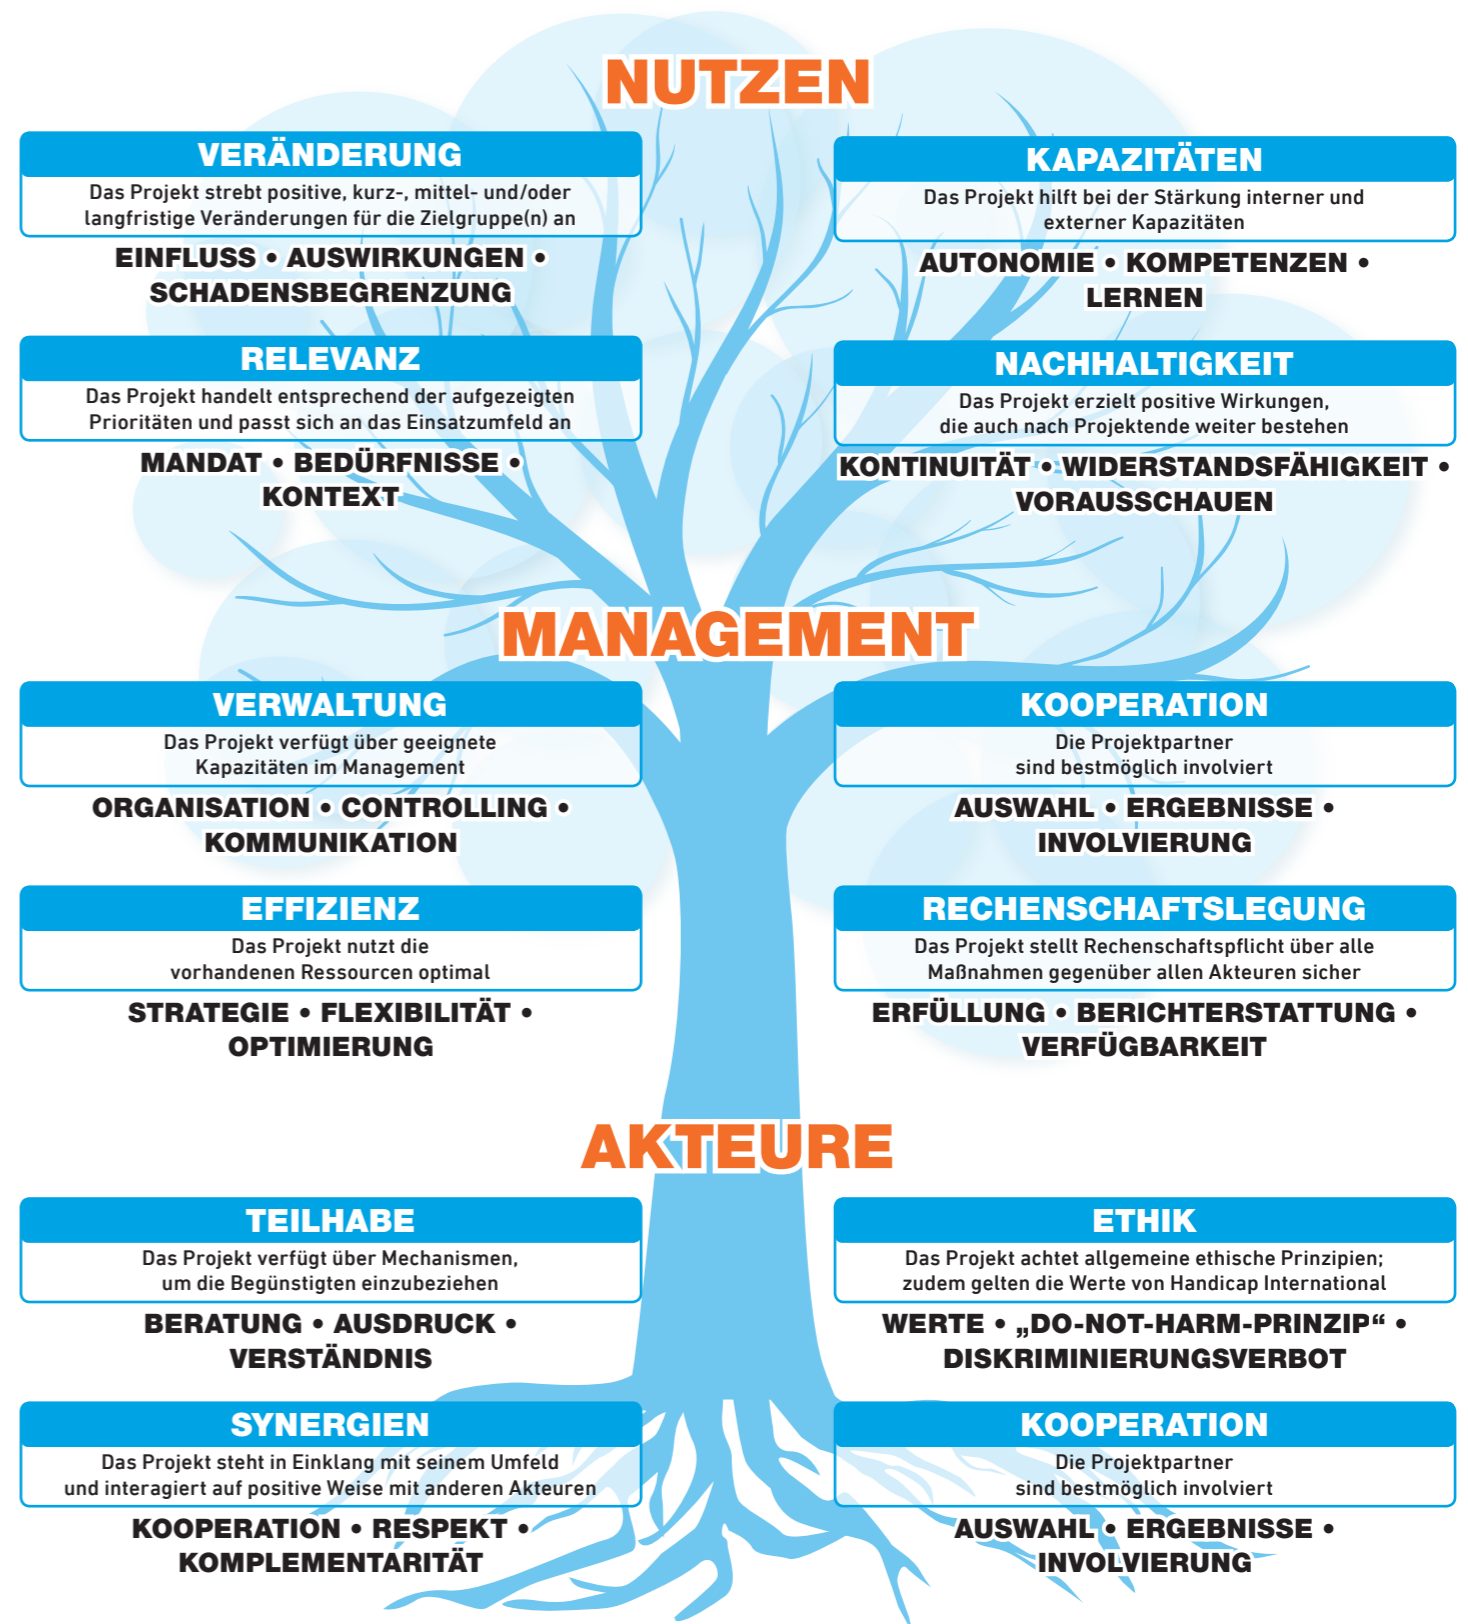 NUTZEN
VERÄNDERUNG
Das Projekt strebt positive, kurz-, mittel- und/oder
langfristige Veränderungen für die Zielgruppe(n) an
EINFLUSS • AUSWIRKUNGEN •
SCHADENSBEGRENZUNG
KAPAZITÄTEN
Das Projekt hilft bei der Stärkung interner und
externer Kapazitäten
AUTONOMIE • KOMPETENZEN •
LERNEN
RELEVANZ
Das Projekt handelt entsprechend der aufgezeigten
Prioritäten und passt sich an das Einsatzumfeld an
MANDAT • BEDÜRFNISSE •
KONTEXT
NACHHALTIGKEIT
Das Projekt erzielt positive Wirkungen,
die auch nach Projektende weiter bestehen
KONTINUITÄT • WIDERSTANDSFÄHIGKEIT •
VORAUSSCHAUEN
MANAGEMENT
VERWALTUNG
Das Projekt verfügt über geeignete
Kapazitäten im Management
ORGANISATION • CONTROLLING •
KOMMUNIKATION
KOOPERATION
Die Projektpartner
sind bestmöglich involviert
AUSWAHL • ERGEBNISSE •
INVOLVIERUNG
EFFIZIENZ
Das Projekt nutzt die
vorhandenen Ressourcen optimal
STRATEGIE • FLEXIBILITÄT •
OPTIMIERUNG
RECHENSCHAFTSLEGUNG
Das Projekt stellt Rechenschaftspflicht über alle
Maßnahmen gegenüber allen Akteuren sicher
ERFÜLLUNG • BERICHTERSTATTUNG •
VERFÜGBARKEIT
AKTEURE
TEILHABE
Das Projekt verfügt über Mechanismen,
um die Begünstigten einzubeziehen
BERATUNG • AUSDRUCK •
VERSTÄNDNIS
ETHIK
Das Projekt achtet allgemeine ethische Prinzipien;
zudem gelten die Werte von Handicap International
WERTE • „DO-NOT-HARM-PRINZIP“ •
DISKRIMINIERUNGSVERBOT
SYNERGIEN
Das Projekt steht in Einklang mit seinem Umfeld
und interagiert auf positive Weise mit anderen Akteuren
KOOPERATION • RESPEKT •
KOMPLEMENTARITÄT
KOOPERATION
Die Projektpartner
sind bestmöglich involviert
AUSWAHL • ERGEBNISSE •
INVOLVIERUNG